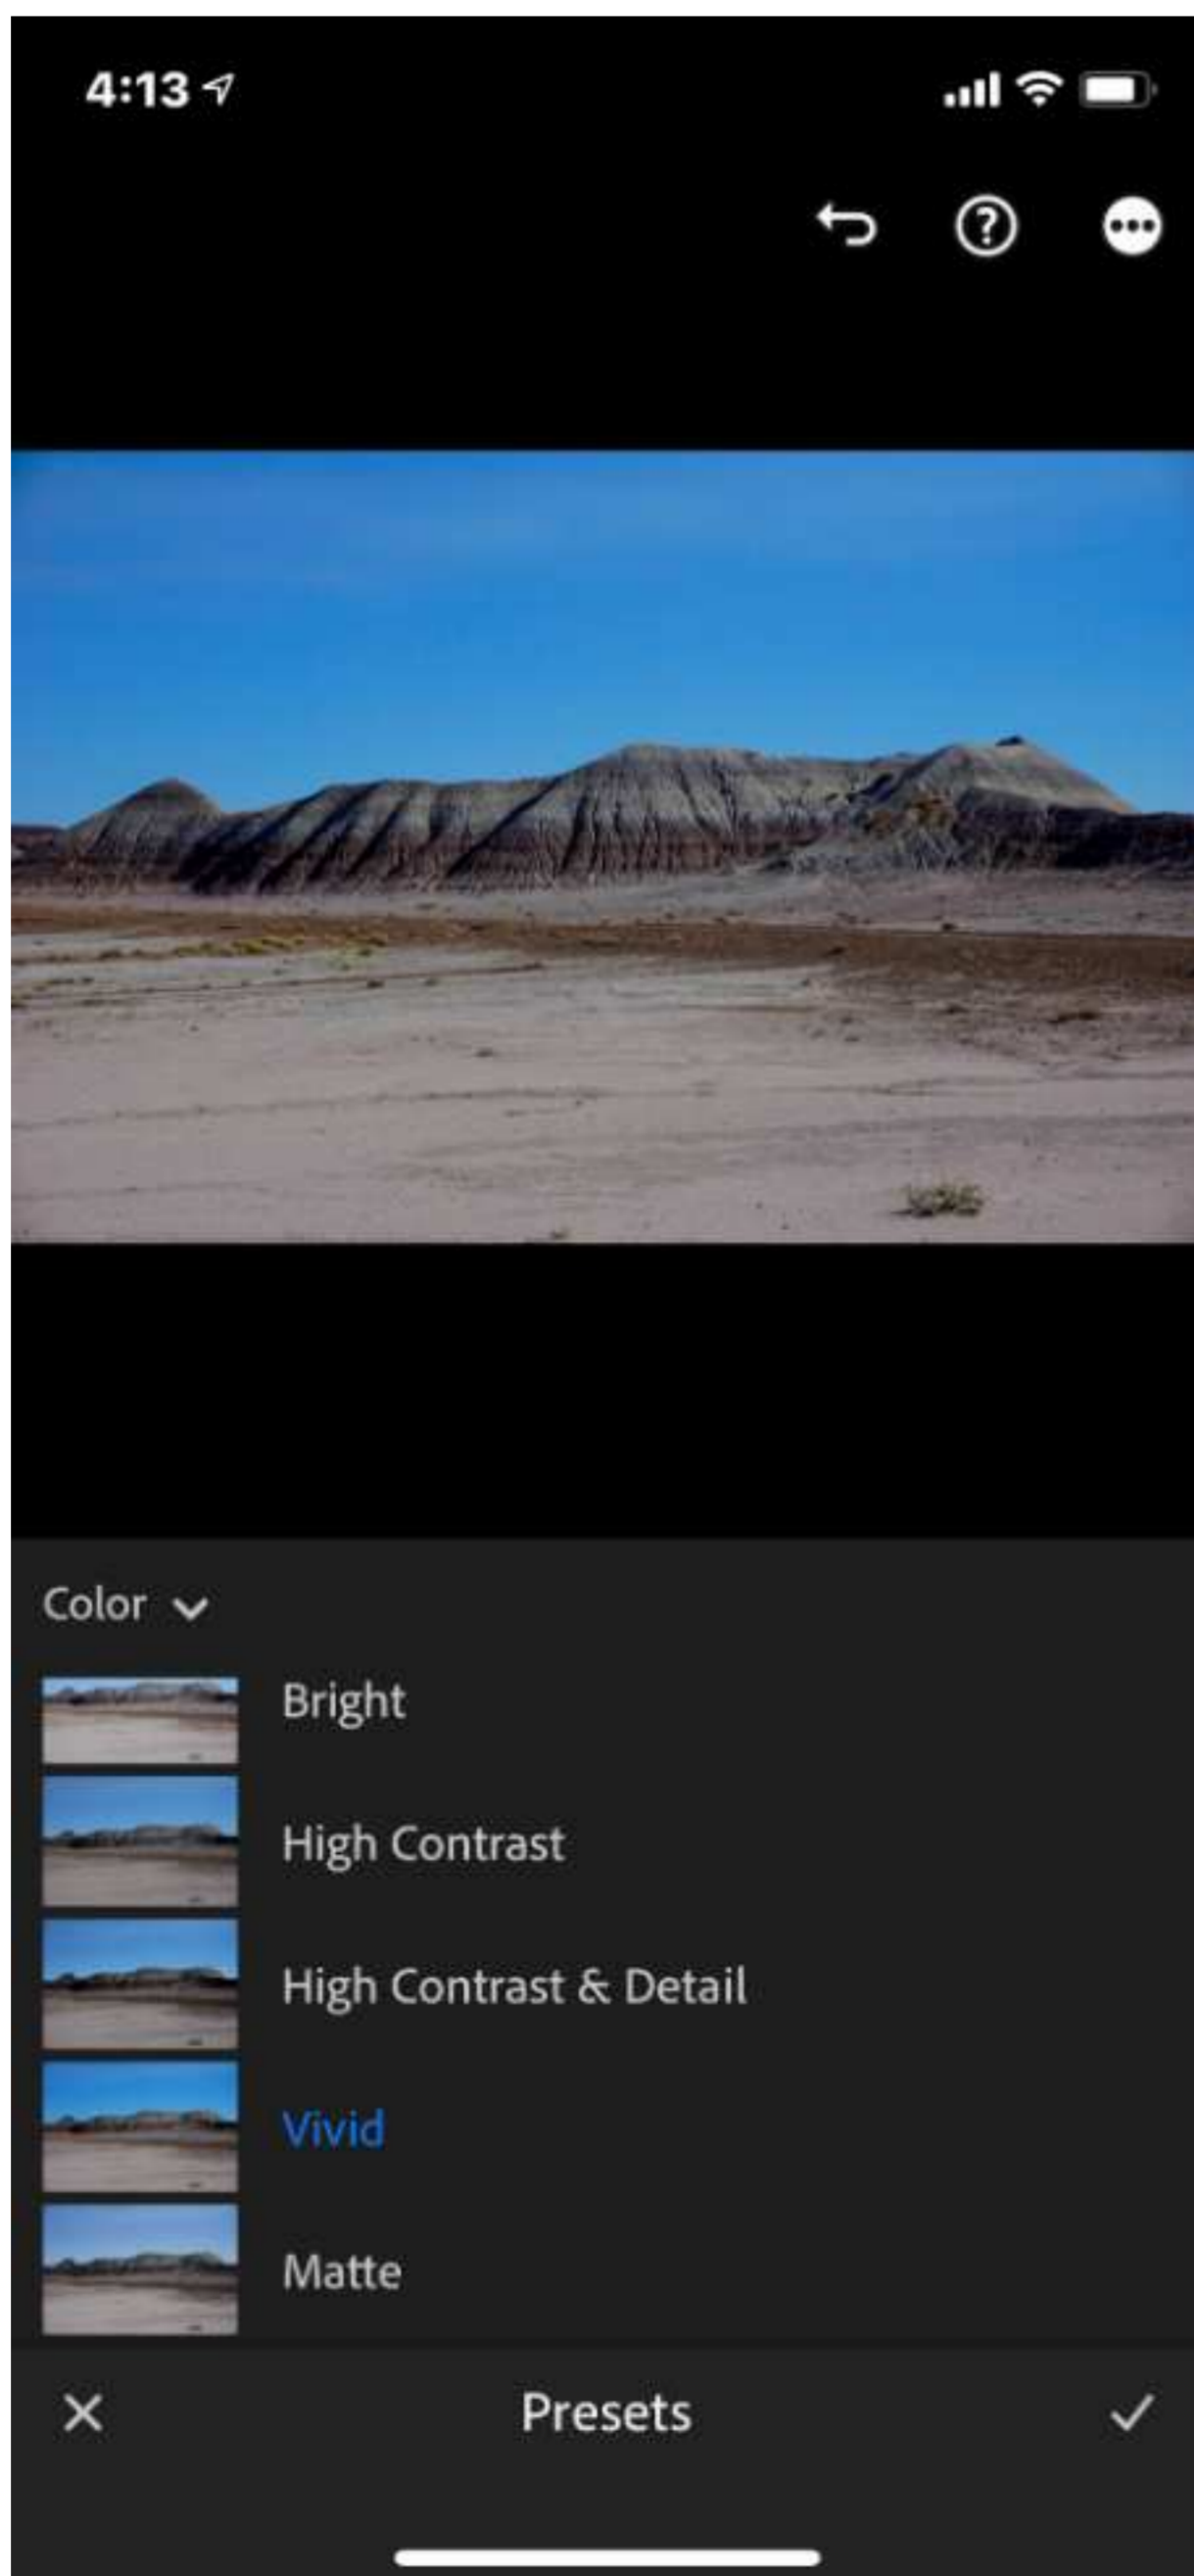 4:13
Color
Bright
High Contrast
High Contrast & Detail
Vivid
Matte
Presets